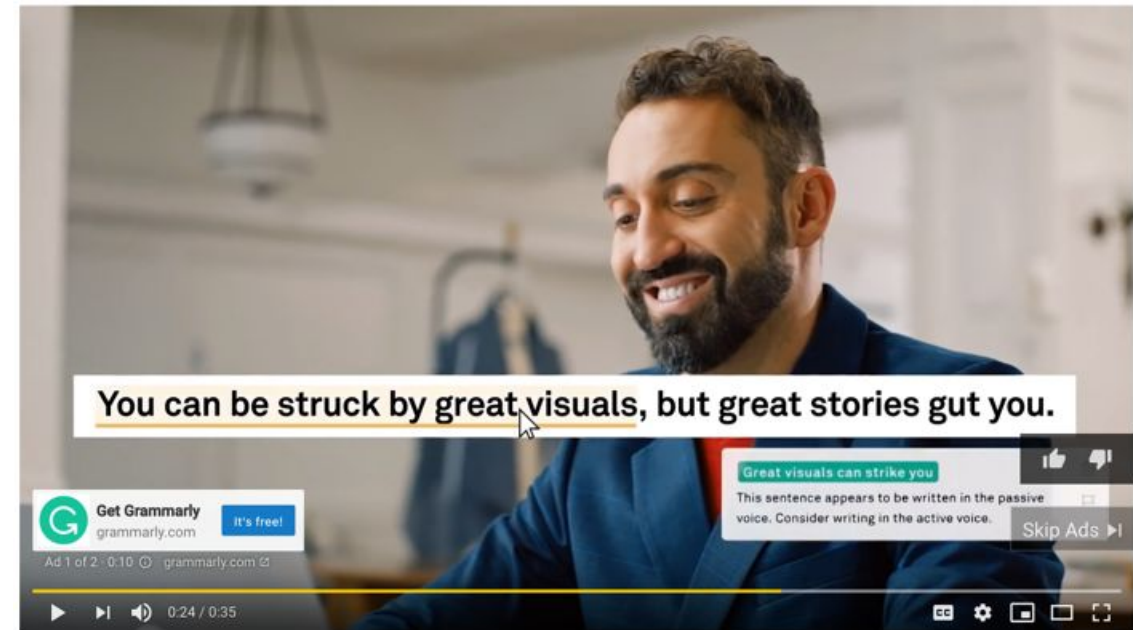 You can be struck by great visuals, but great stories gut you.
Great visuals can strike you
This sentence appears to be written in the passive
voice. Consider writing in the active voice.
Get Grammarly
grammarly.com
It's free!
Skip Ads
Ad 1 of 2 · 0:10 grammarly.com
0:24 / 0:35
CC